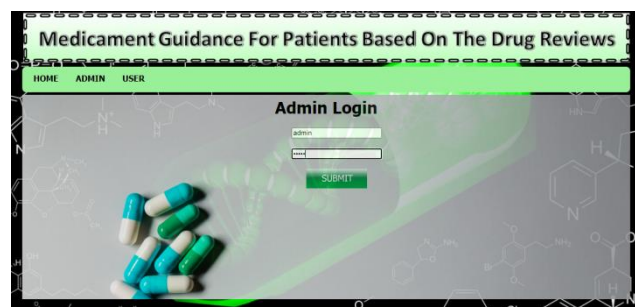 Medicament Guidance For Patients Based On The Drug Reviews
HOME ADMIN USER
Admin Login
admin
•••••
SUBMIT